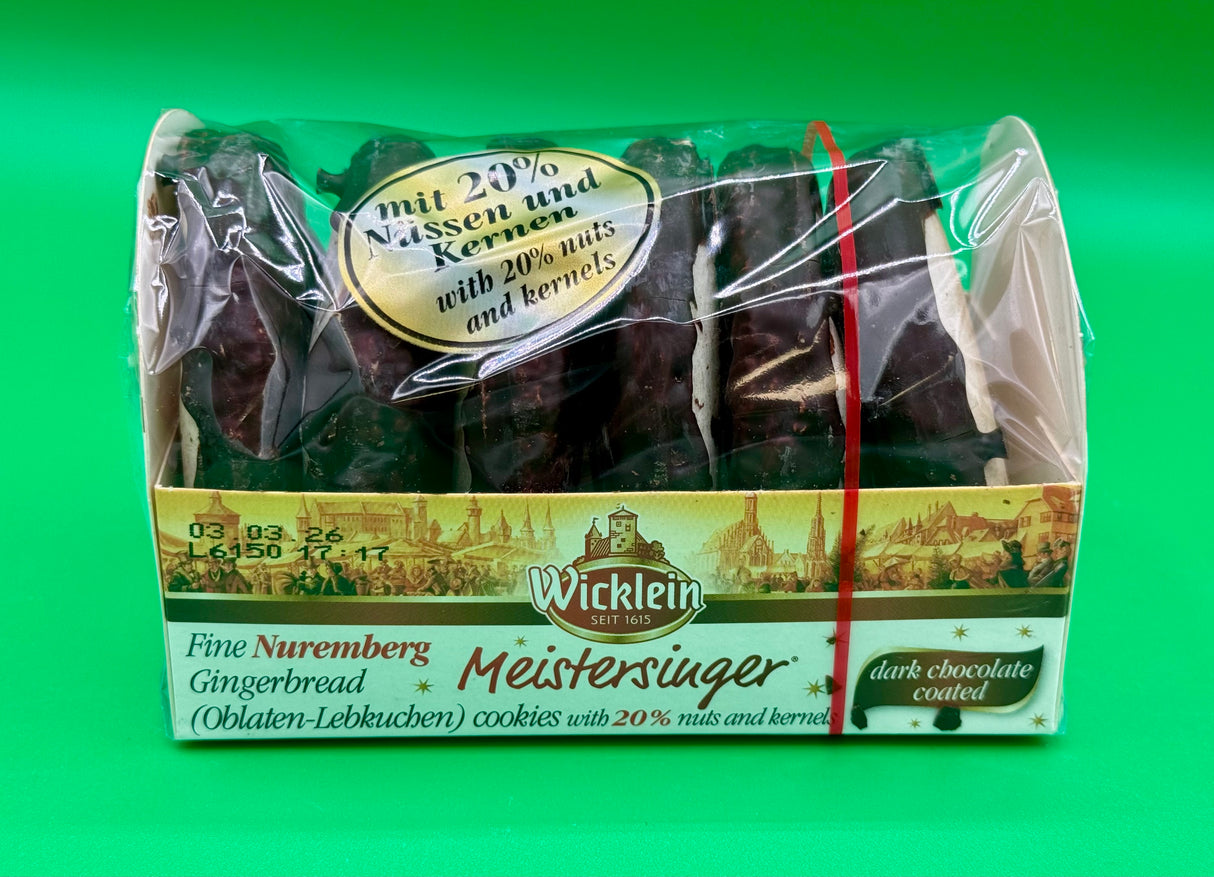 mit 20%
Nüssen und
Kernen
with 20% nuts
and kernels
03.03.26
L6150 17:17
Wicklein
SEIT 1615
Fine Nuremberg
Gingerbread
(Oblaten-Lebkuchen) cookies with 20% nuts and kernels
Meistersinger®
dark chocolate
coated